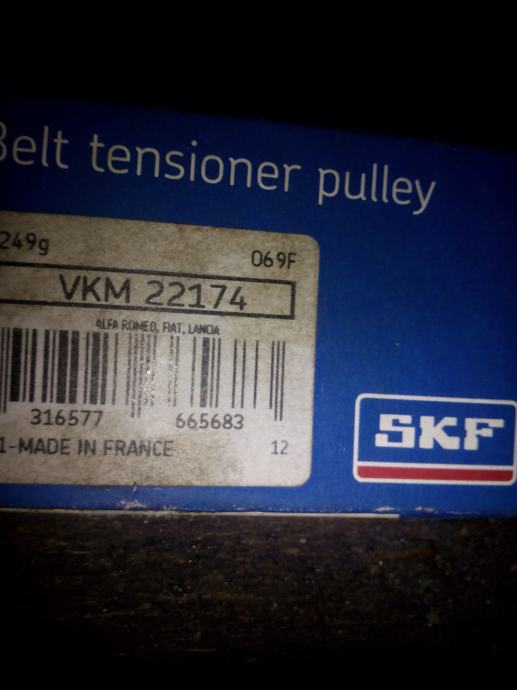 Belt tensioner pulley
249g 069F
VKM 22174
ALFA ROMEO, FIAT, LANCIA
316577 665683
1-MADE IN FRANCE 12
SKF